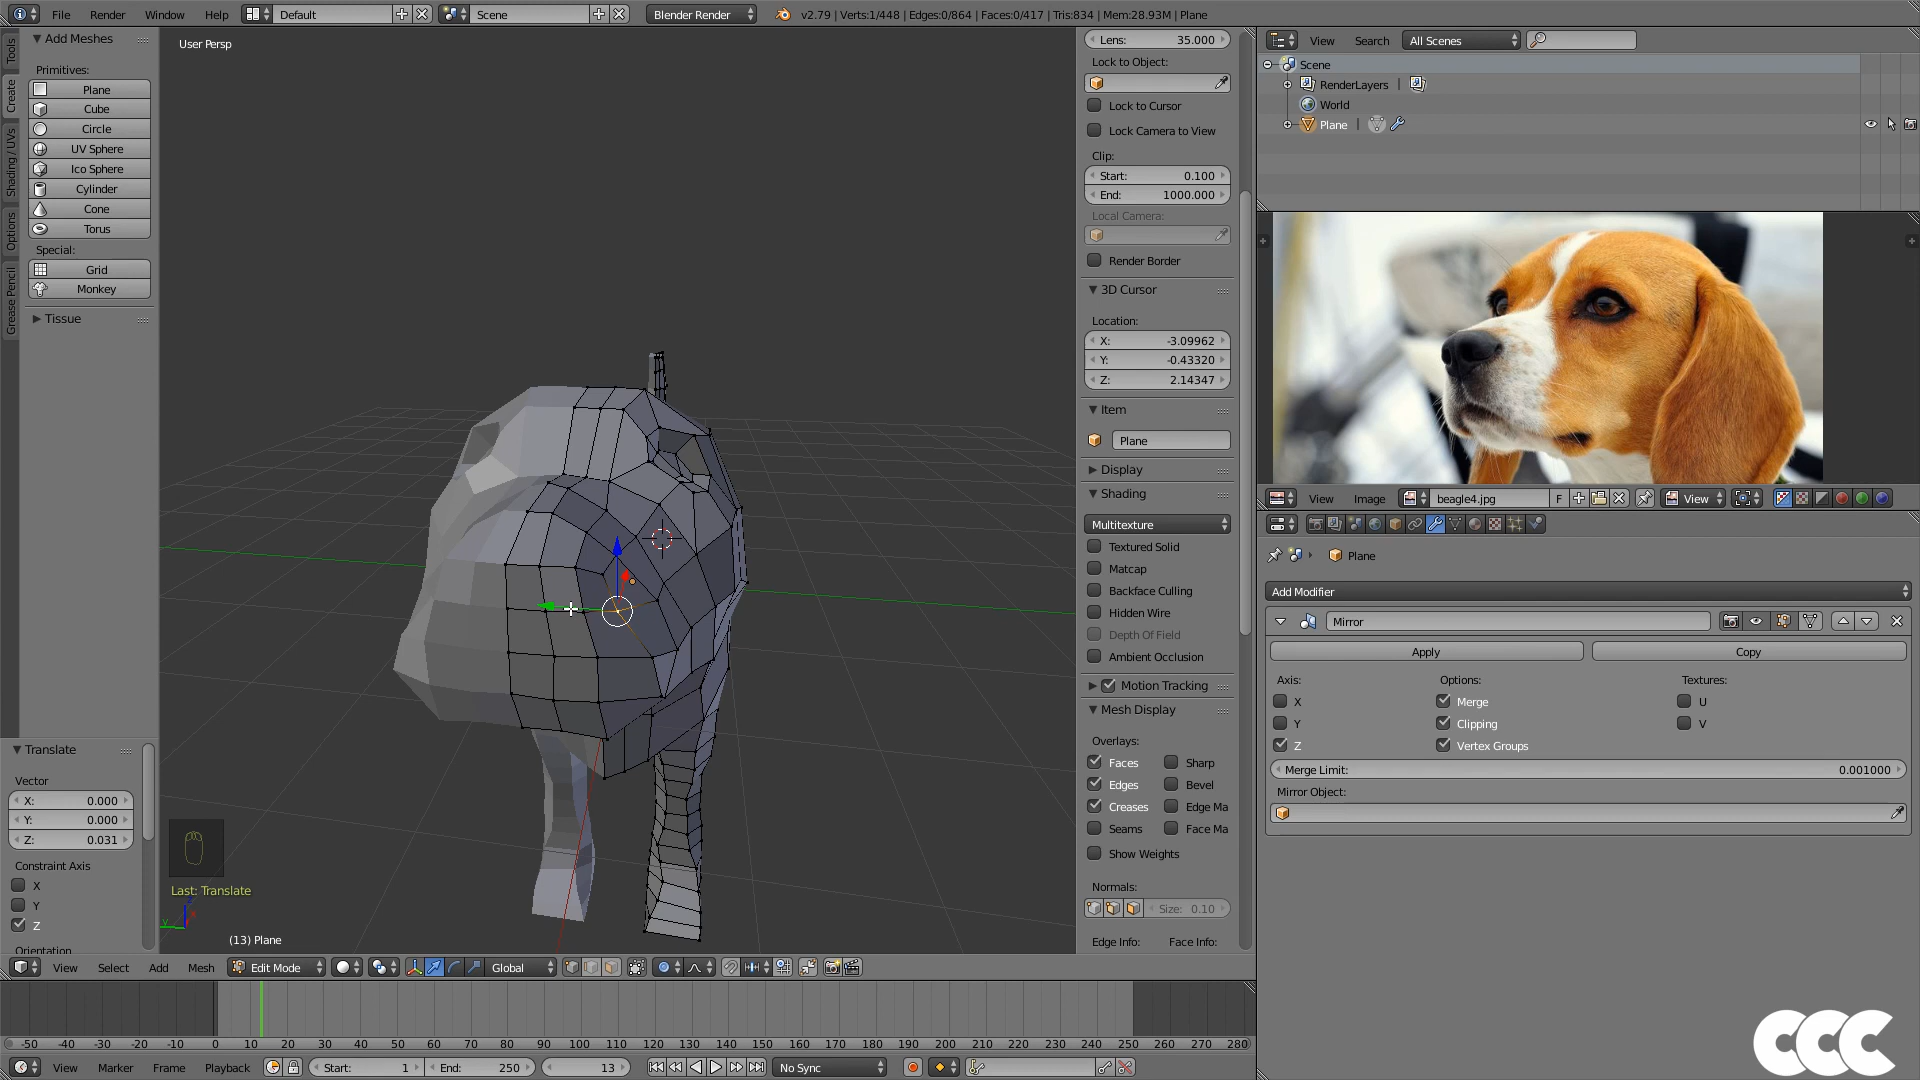 File Render Window Help Default Scene Blender Render v2.79 | Verts:1/448 | Edges:0/864 | Faces:0/417 | Tris:834 | Mem:28.93M | Plane
Tools
Create
Shading / UVs
Options
Grease Pencil
Add Meshes
Primitives:
Plane
Cube
Circle
UV Sphere
Ico Sphere
Cylinder
Cone
Torus
Special:
Grid
Monkey
Tissue
Translate
Vector
X: 0.000
Y: 0.000
Z: 0.031
Constraint Axis
X
Y
Z
Orientation
User Persp
Last: Translate
(13) Plane
Lens: 35.000
Lock to Object:
Lock to Cursor
Lock Camera to View
Clip:
Start: 0.100
End: 1000.000
Local Camera:
Render Border
3D Cursor
Location:
X: -3.09962
Y: -0.43320
Z: 2.14347
Item
Plane
Display
Shading
Multitexture
Textured Solid
Matcap
Backface Culling
Hidden Wire
Depth Of Field
Ambient Occlusion
Motion Tracking
Mesh Display
Overlays:
Faces Sharp
Edges Bevel
Creases Edge Ma
Seams Face Ma
Show Weights
Normals:
Size: 0.10
Edge Info: Face Info:
View Search All Scenes
Scene
RenderLayers |
World
Plane |
View Image beagle4.jpg F View
Plane
Add Modifier
Mirror
Apply Copy
Axis: Options: Textures:
X Merge U
Y Clipping V
Z Vertex Groups
Merge Limit: 0.001000
Mirror Object:
View Select Add Mesh Edit Mode Global
-50 -40 -30 -20 -10 0 10 20 30 40 50 60 70 80 90 100 110 120 130 140 150 160 170 180 190 200 210 220 230 240 250 260 270 280
View Marker Frame Playback Start: 1 End: 250 13 No Sync
CCC